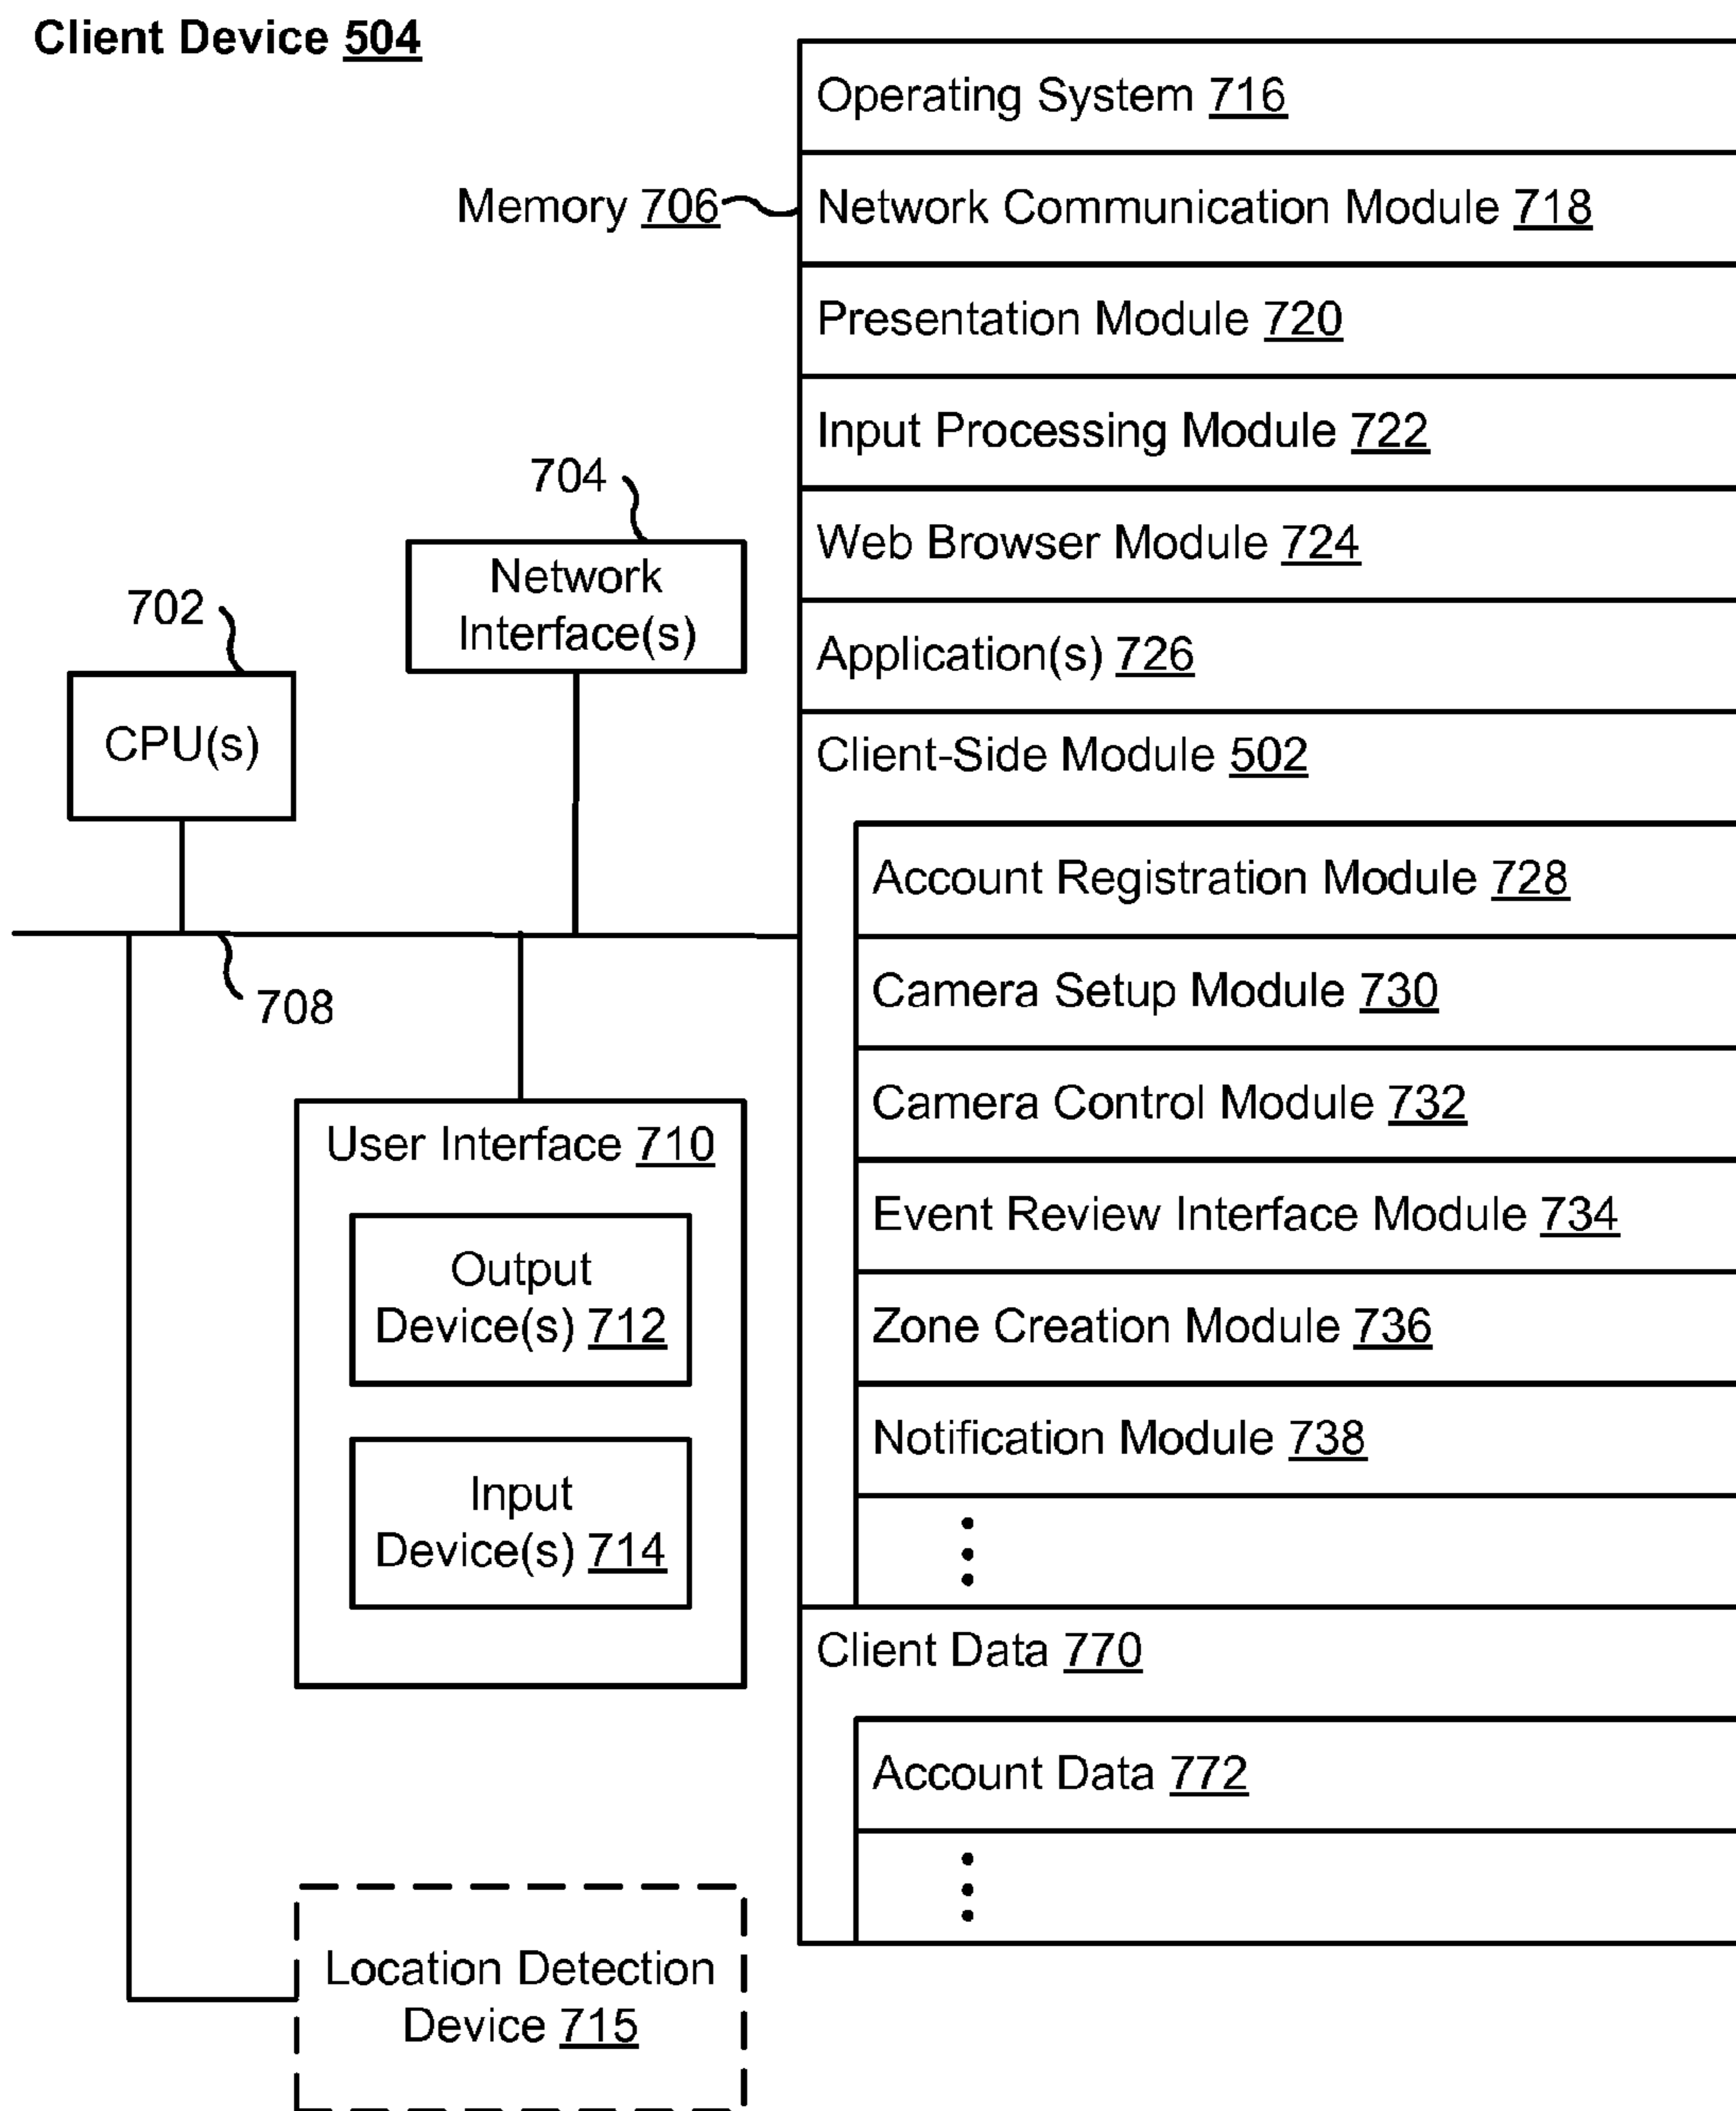 Client Device 504
Operating System 716
Memory 706
Network Communication Module 718
Presentation Module 720
Input Processing Module 722
704
Network
Interface(s)
Web Browser Module 724
702
CPU(s)
Application(s) 726
Client-Side Module 502
Account Registration Module 728
708
Camera Setup Module 730
Camera Control Module 732
User Interface 710
Output
Device(s) 712
Input
Device(s) 714
Event Review Interface Module 734
Zone Creation Module 736
Notification Module 738
Client Data 770
Account Data 772
Location Detection
Device 715